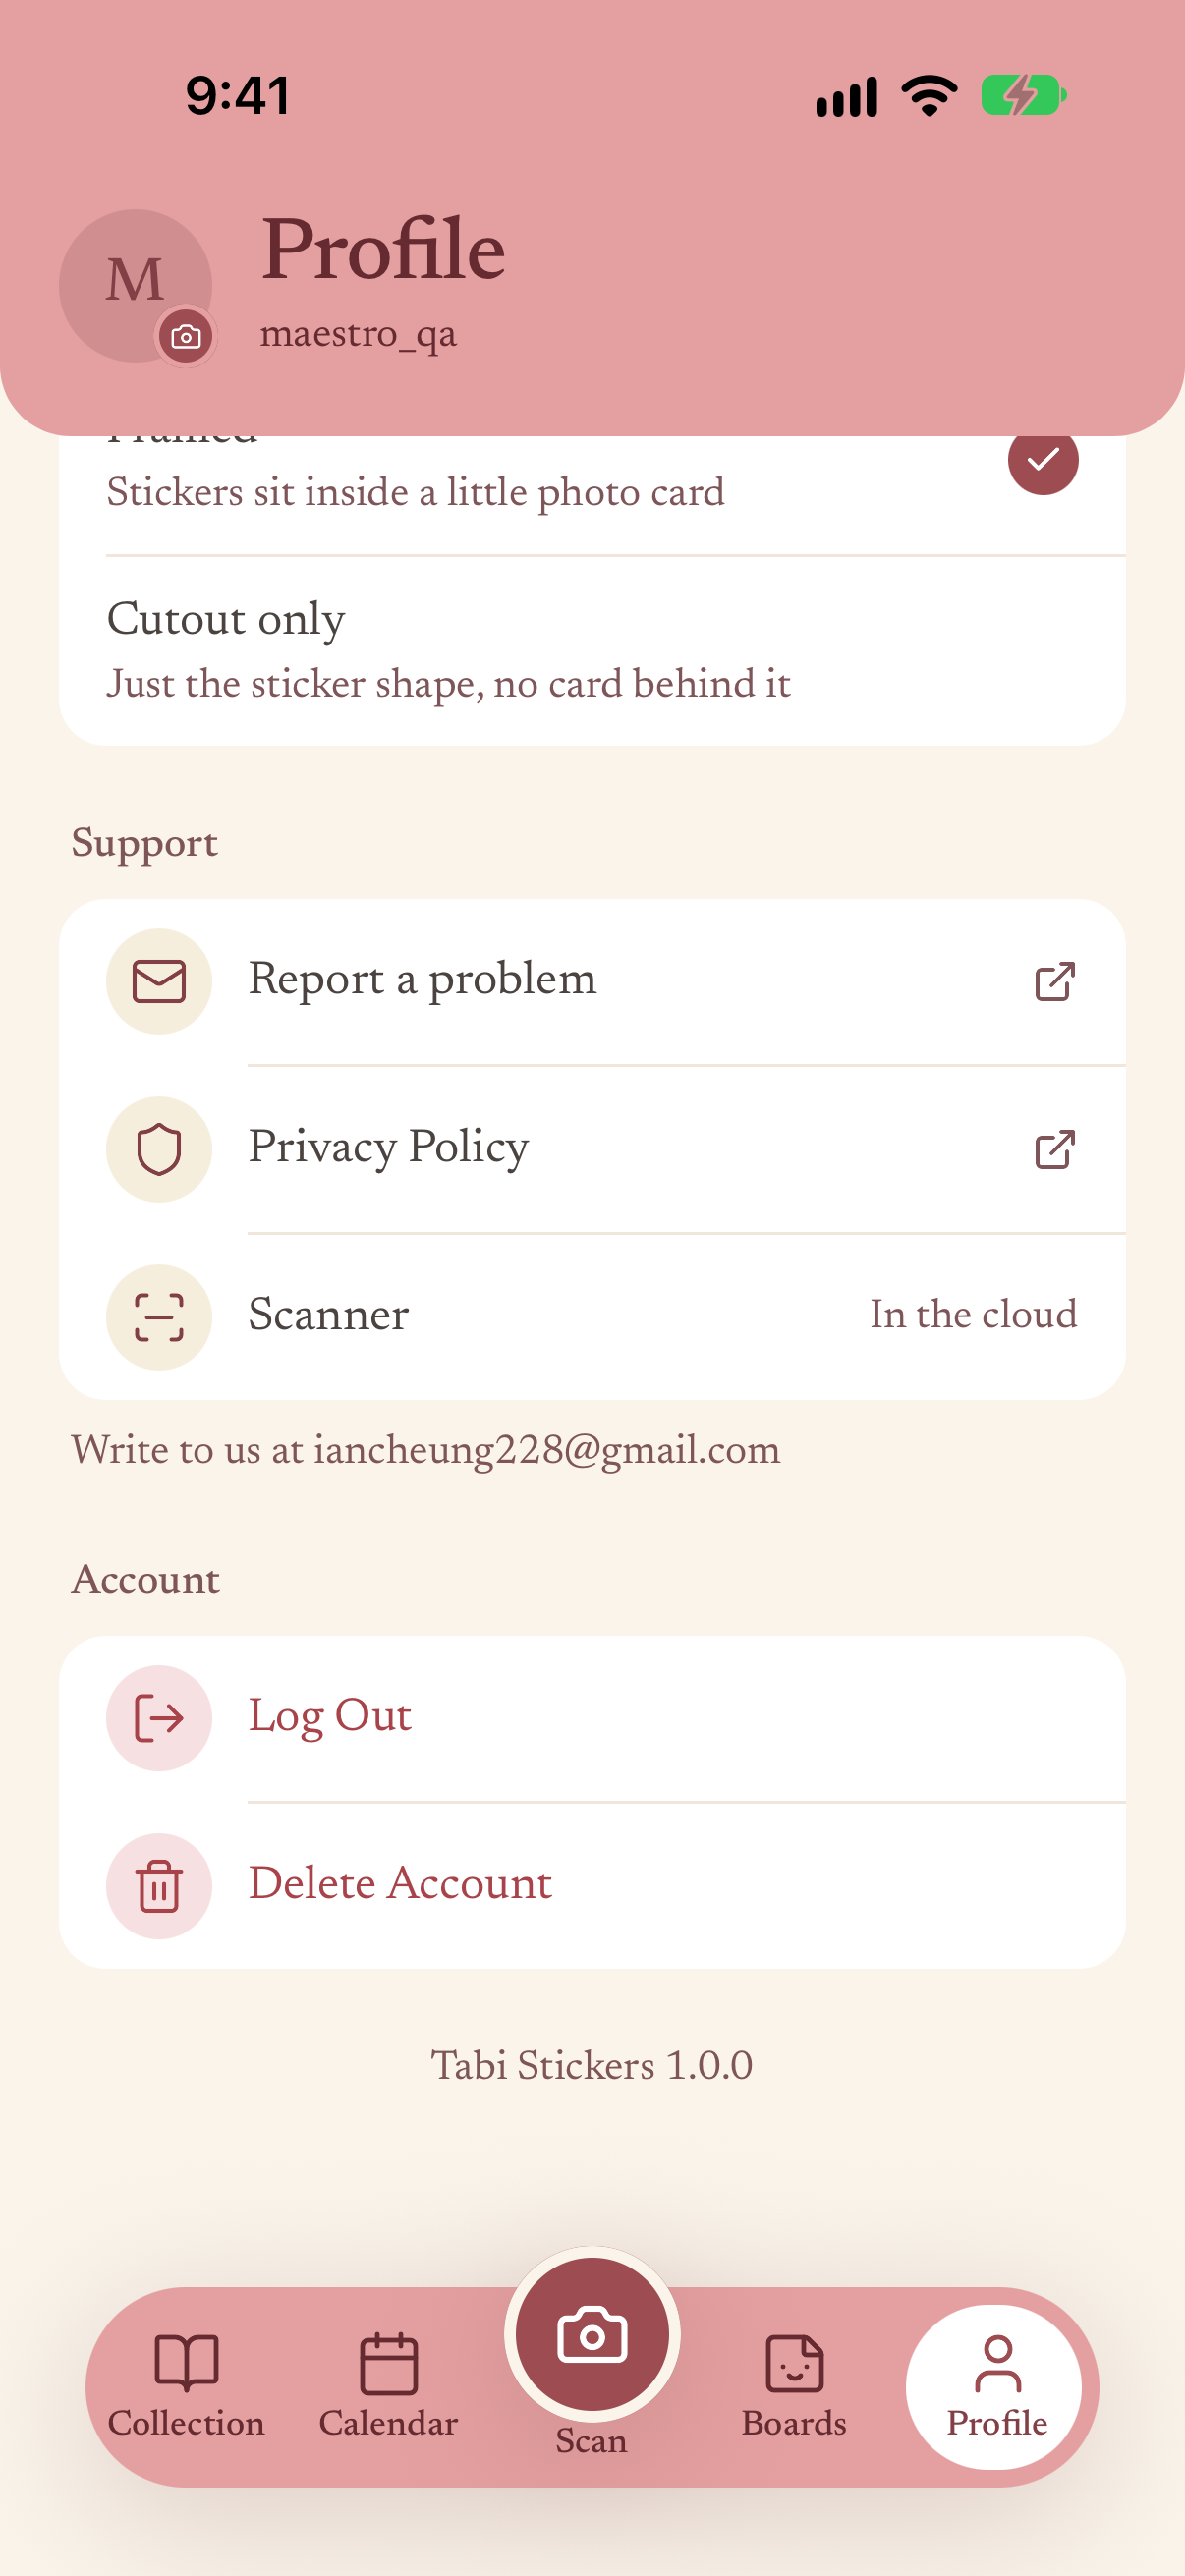 9:41
M
Profile
maestro_qa
Stickers sit inside a little photo card
Cutout only
Just the sticker shape, no card behind it
Support
Report a problem
Privacy Policy
Scanner
In the cloud
Write to us at iancheung228@gmail.com
Account
Log Out
Delete Account
Tabi Stickers 1.0.0
Collection
Calendar
Scan
Boards
Profile